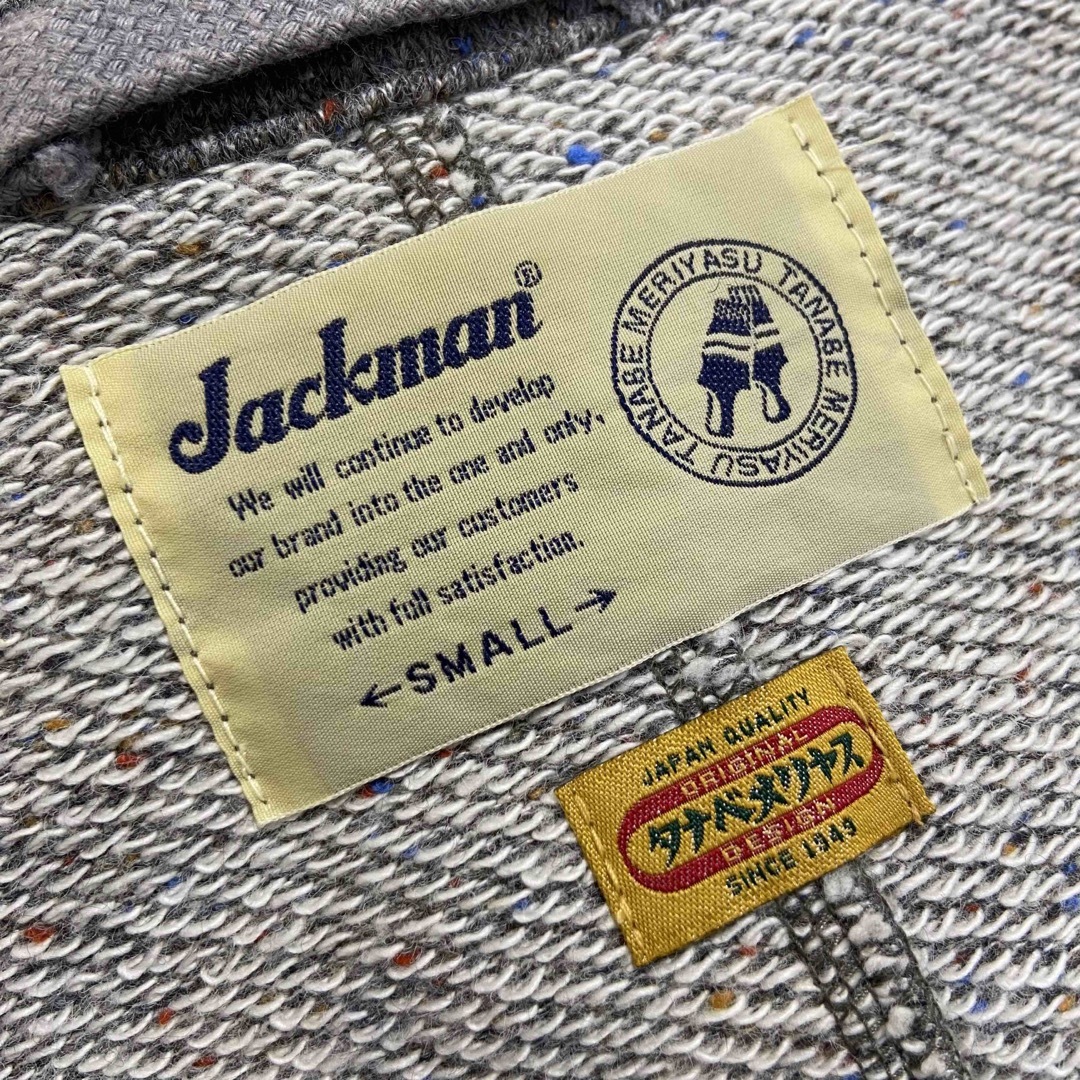 Jackman®
We will continue to develop
our brand into the one and only,
providing our customers
with full satisfaction.
←SMALL→
TANABE MERIYASU TANABE MERIYASU
JAPAN QUALITY
ORIGINAL
タナベメリヤス
DESIGN
SINCE 1949